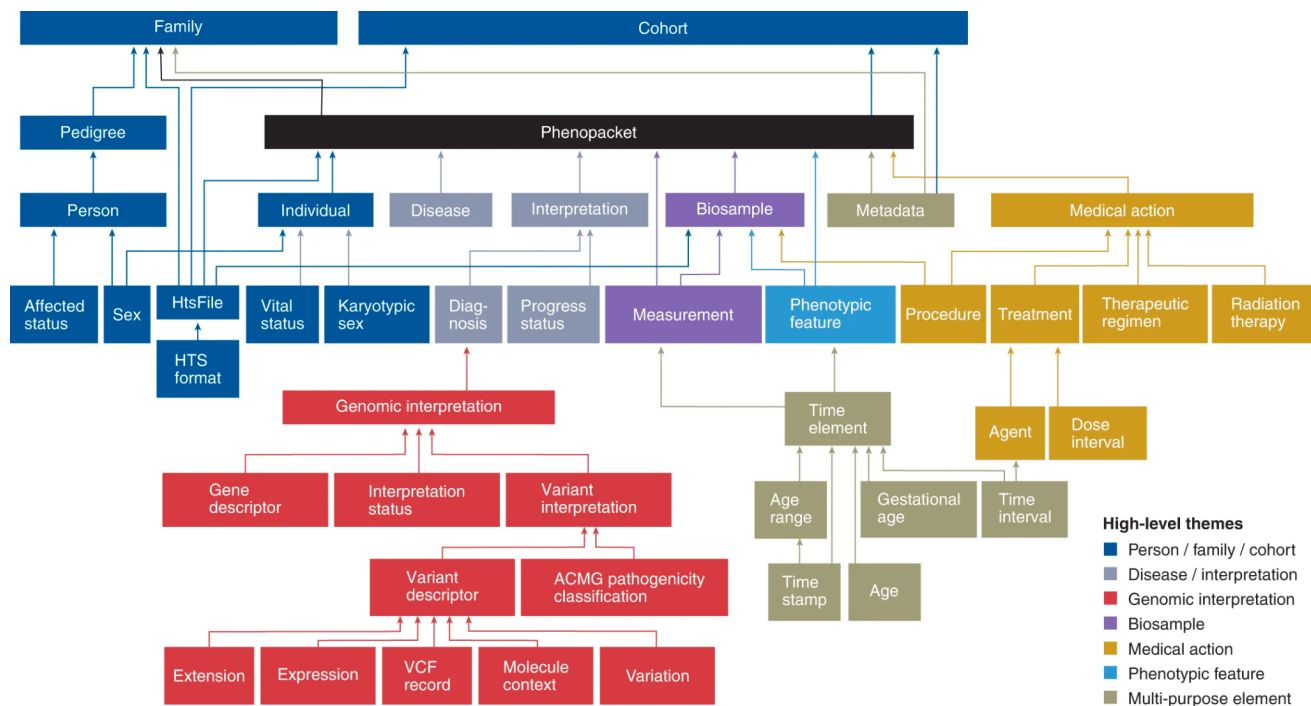 Family
Cohort
Pedigree
Phenopacket
Person
Individual
Disease
Interpretation
Biosample
Metadata
Medical action
Affected
status
Sex
HtsFile
Vital
status
Karyotypic
sex
Diag-
nosis
Progress
status
Measurement
Phenotypic
feature
Procedure
Treatment
Therapeutic
regimen
Radiation
therapy
HTS
format
Genomic interpretation
Time
element
Agent
Dose
interval
Gene
descriptor
Interpretation
status
Variant
interpretation
Age
range
Gestational
age
Time
interval
Variant
descriptor
ACMG pathogenicity
classification
Time
stamp
Age
Extension
Expression
VCF
record
Molecule
context
Variation
High-level themes
Person / family / cohort
Disease / interpretation
Genomic interpretation
Biosample
Medical action
Phenotypic feature
Multi-purpose element